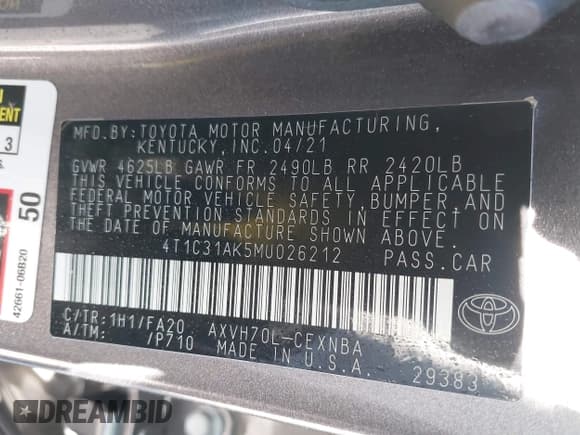 ENT
3
S.
50
42661-06B20
MFD.BY:TOYOTA MOTOR MANUFACTURING,
KENTUCKY,INC.04/21
GVWR 4625LB GAWR FR 2490LB RR 2420LB
THIS VEHICLE CONFORMS TO ALL APPLICABLE
FEDERAL MOTOR VEHICLE SAFETY,BUMPER,AND
THEFT PREVENTION STANDARDS IN EFFECT ON
THE DATE OF MANUFACTURE SHOWN ABOVE.
4T1C31AK5MU026212 PASS.CAR
C/TR:1H1/FA20 AXVH70L-CEXNBA
A/TM: /P710 MADE IN U.S.A.
29383
TOYOTA
DREAMBID